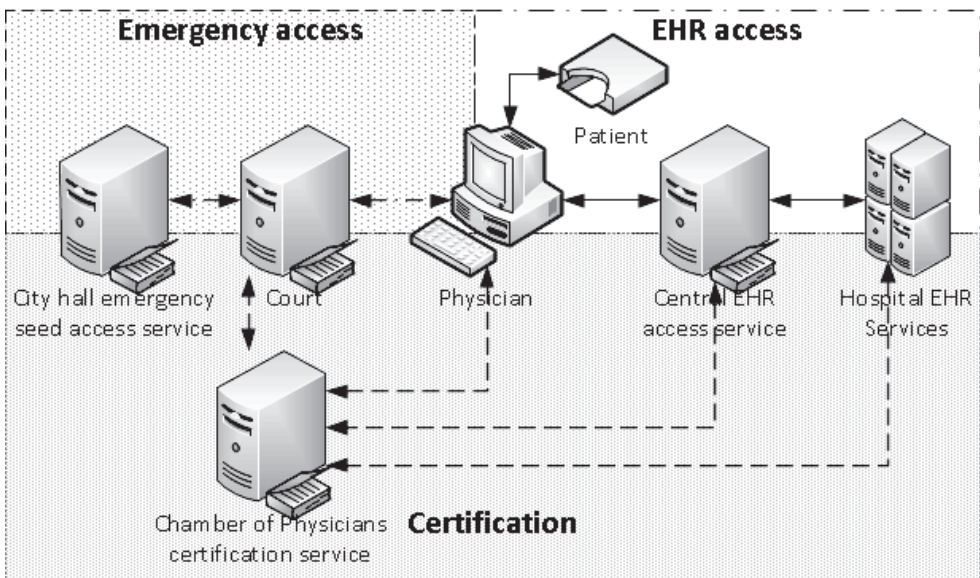 Emergency access
EHR access
Patient
City hall emergency
seed access service
Court
Physician
Central EHR
access service
Hospital EHR
Services
Chamber of Physicians
certification service
Certification